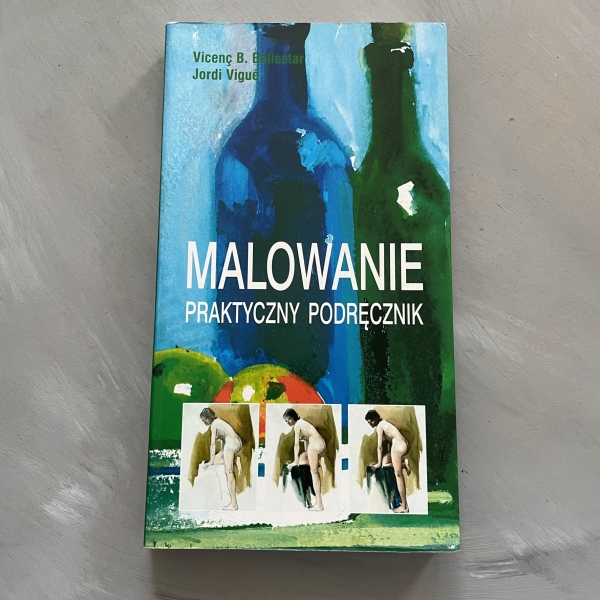 Vicenç B. Ballestar
Jordi Vigué
MALOWANIE
PRAKTYCZNY PODRĘCZNIK